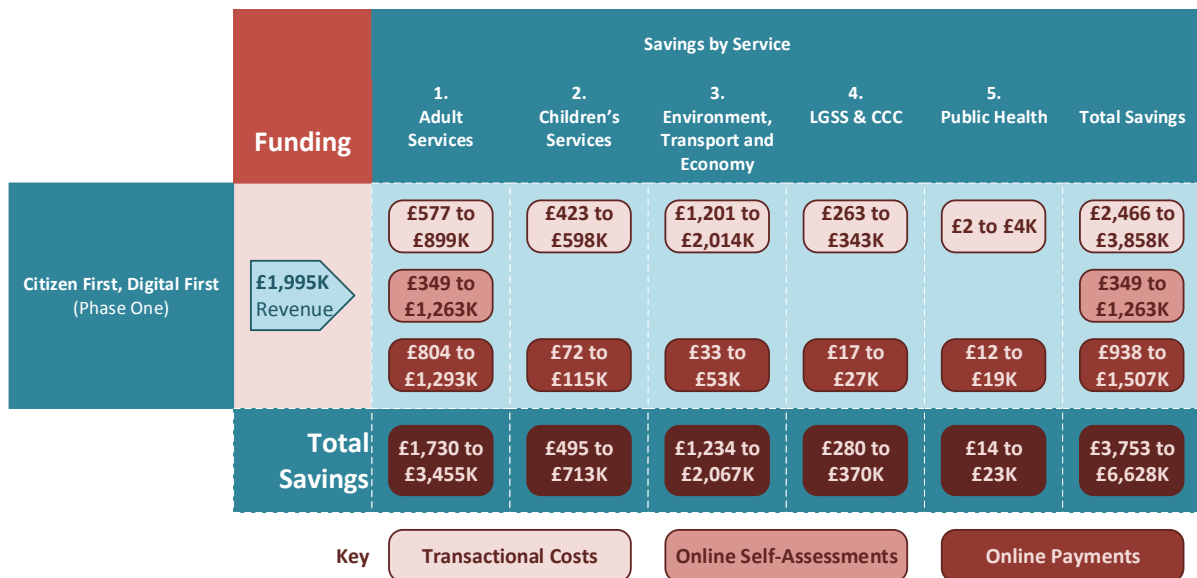 Savings by Service
Funding
1.
Adult
Services
2.
Children's
Services
3.
Environment,
Transport and
Economy
4.
LGSS & CCC
5.
Public Health
Total Savings
Citizen First, Digital First
(Phase One)
£1,995K
Revenue
£577 to
£899K
£423 to
£598K
£1,201 to
£2,014K
£263 to
£343K
£2 to £4K
£2,466 to
£3,858K
£349 to
£1,263K
£349 to
£1,263K
£804 to
£1,293K
£72 to
£115K
£33 to
£53K
£17 to
£27K
£12 to
£19K
£938 to
£1,507K
Total
Savings
£1,730 to
£3,455K
£495 to
£713K
£1,234 to
£2,067K
£280 to
£370K
£14 to
£23K
£3,753 to
£6,628K
Key
Transactional Costs
Online Self-Assessments
Online Payments